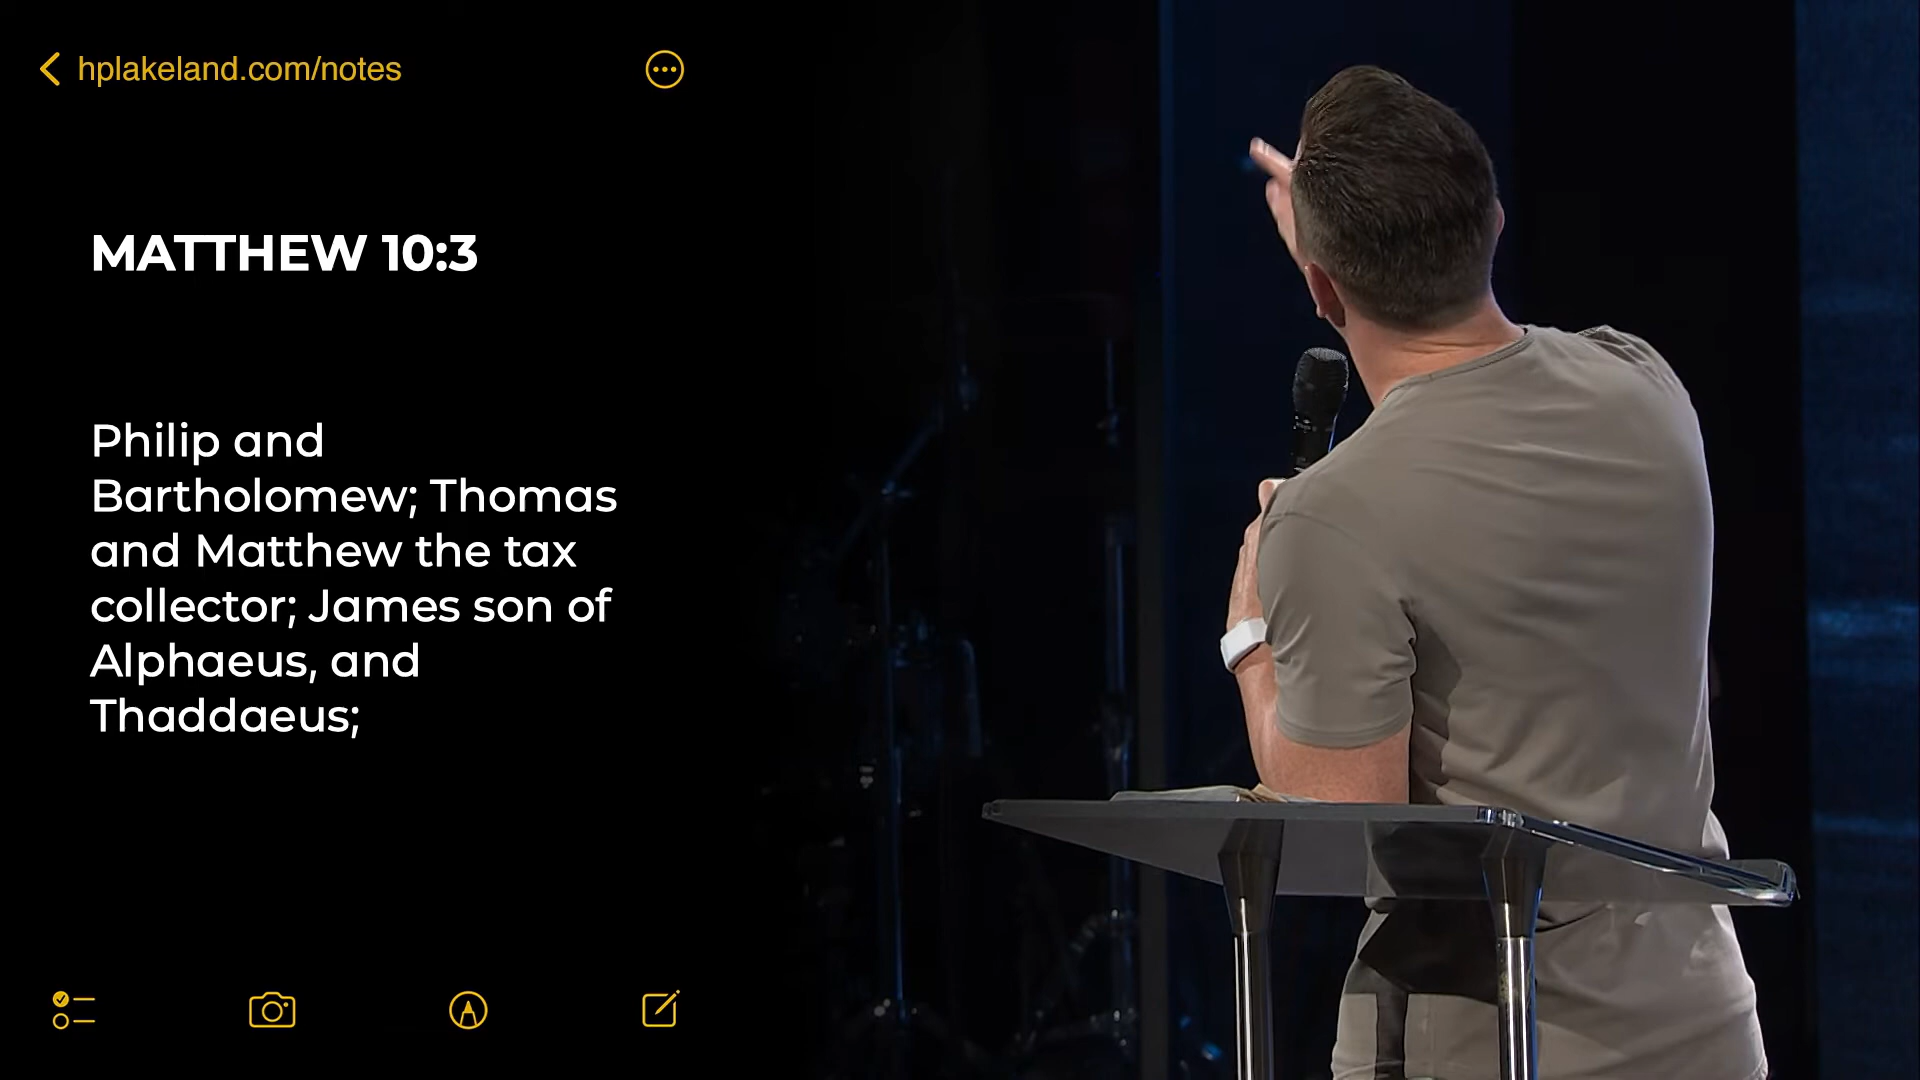 hplakeland.com/notes
MATTHEW 10:3
Philip and
Bartholomew; Thomas
and Matthew the tax
collector; James son of
Alphaeus, and
Thaddaeus;